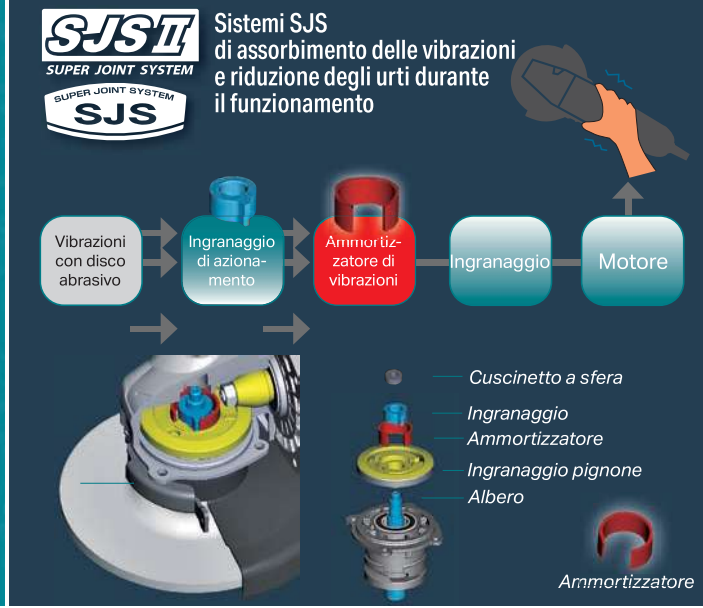 SJS II
SUPER JOINT SYSTEM
SUPER JOINT SYSTEM
SJS
Sistemi SJS
di assorbimento delle vibrazioni
e riduzione degli urti durante
il funzionamento
Vibrazioni
con disco
abrasivo
Ingranaggio
di aziona-
mento
Ammortiz-
zatore di
vibrazioni
Ingranaggio
Motore
Cuscinetto a sfera
Ingranaggio
Ammortizzatore
Ingranaggio pignone
Albero
Ammortizzatore